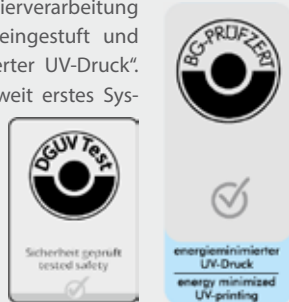 ierverarbeitung
eingestuft und
erter UV-Druck“.
weit erstes Sys-
DGUV Test
Sicherheit geprüft
tested safety
BG-PRÜFZERT
energieminimierter
UV-Druck
energy minimized
UV-printing